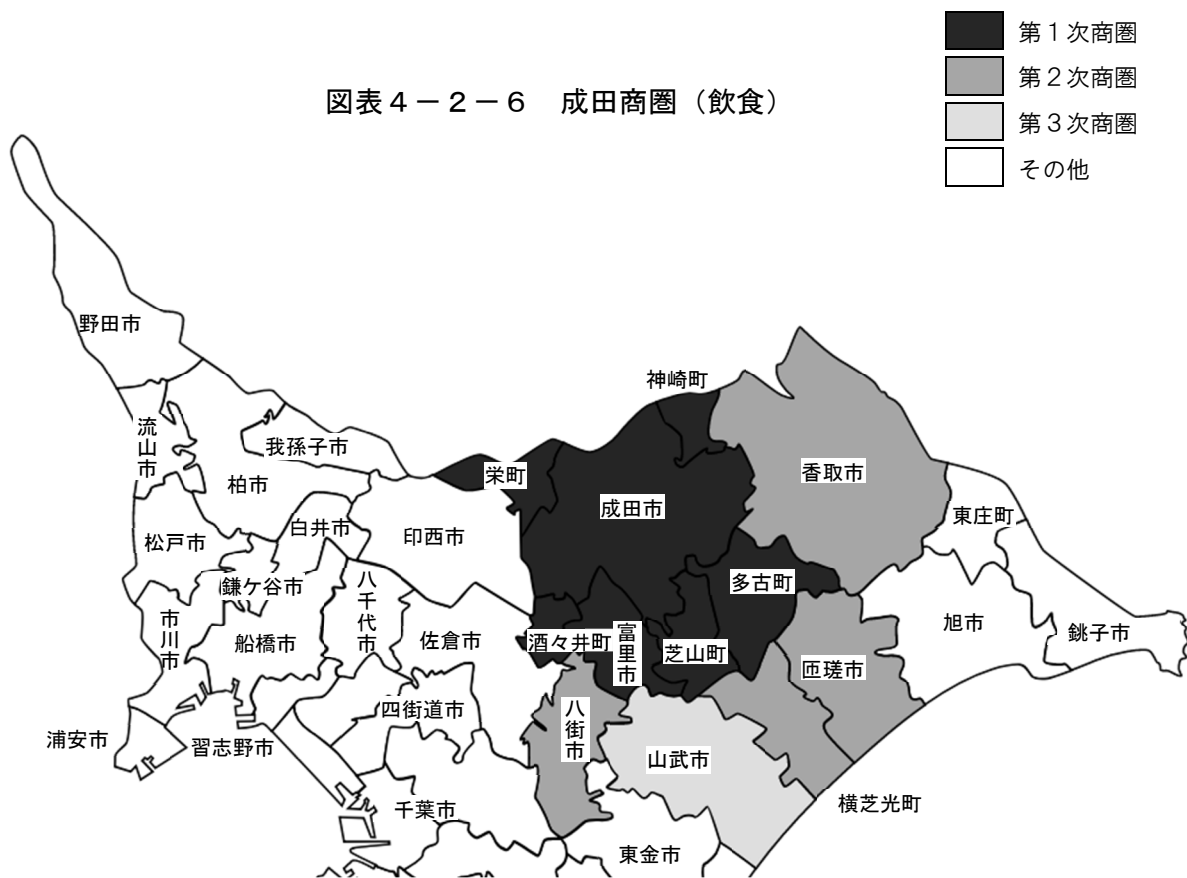 第１次商圏
第２次商圏
第３次商圏
その他
図表４－２－６　成田商圏（飲食）
野田市
流山市
柏市
我孫子市
松戸市
鎌ケ谷市
白井市
印西市
栄町
神崎町
成田市
香取市
東庄町
多古町
市川市
船橋市
八千代市
佐倉市
酒々井町
富里市
芝山町
匝瑳市
旭市
銚子市
浦安市
習志野市
四街道市
八街市
山武市
横芝光町
千葉市
東金市